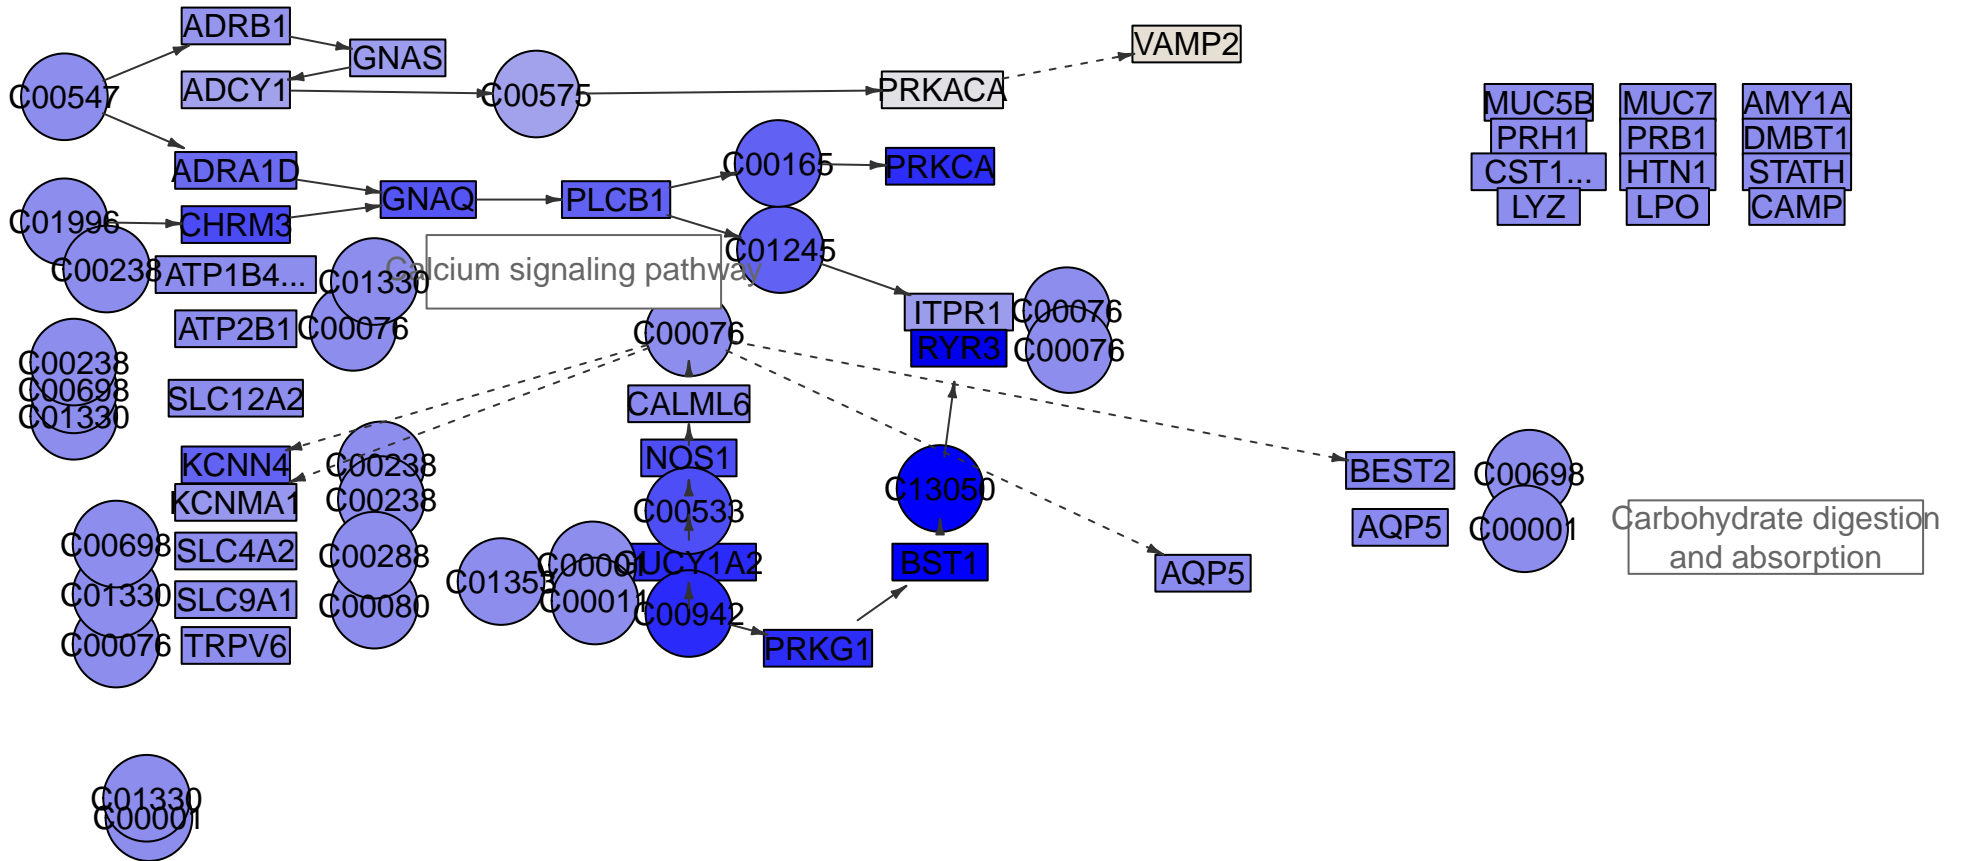 ADRB1
GNAS
VAMP2
C00547
ADCY1
C00575
PRKACA
MUC5B
MUC7
AMY1A
PRH1
PRB1
DMBT1
CST1...
HTN1
STATH
LYZ
LPO
CAMP
ADRA1D
C00165
PRKCA
GNAQ
PLCB1
C01996
CHRM3
C01245
C00238
ATP1B4...
C01330
Calcium signaling pathway
ITPR1
C00076
ATP2B1
C00076
C00076
RYR3
C00076
C00238
C00698
C01330
SLC12A2
CALML6
KCNN4
C00238
NOS1
BEST2
C00698
KCNMA1
C00238
C00533
C13050
AQP5
C00001
Carbohydrate digestion
and absorption
C00698
SLC4A2
C00288
C00001
GUCY1A2
BST1
AQP5
C01353
C01330
SLC9A1
C00080
C00011
C00942
C00076
TRPV6
PRKG1
C01330
C00001